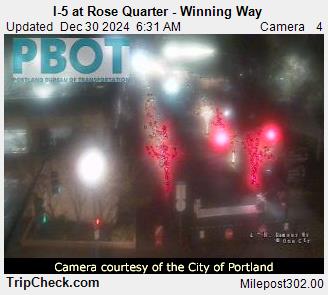 I-5 at Rose Quarter - Winning Way
Updated Dec 30 2024 6:31 AM Camera 4
PBOT
PORTLAND BUREAU OF TRANSPORTATION
Camera courtesy of the City of Portland
TripCheck.com Milepost302.00